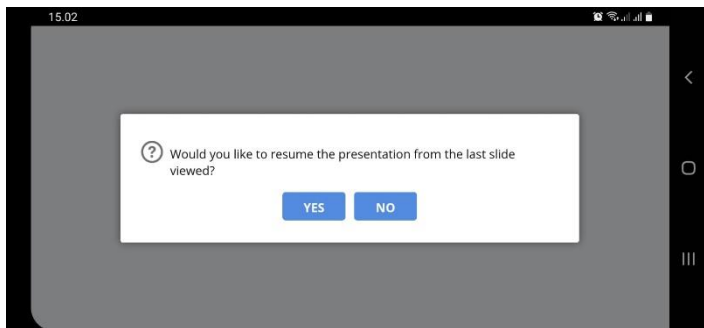 15.02
Would you like to resume the presentation from the last slide
viewed?
YES NO